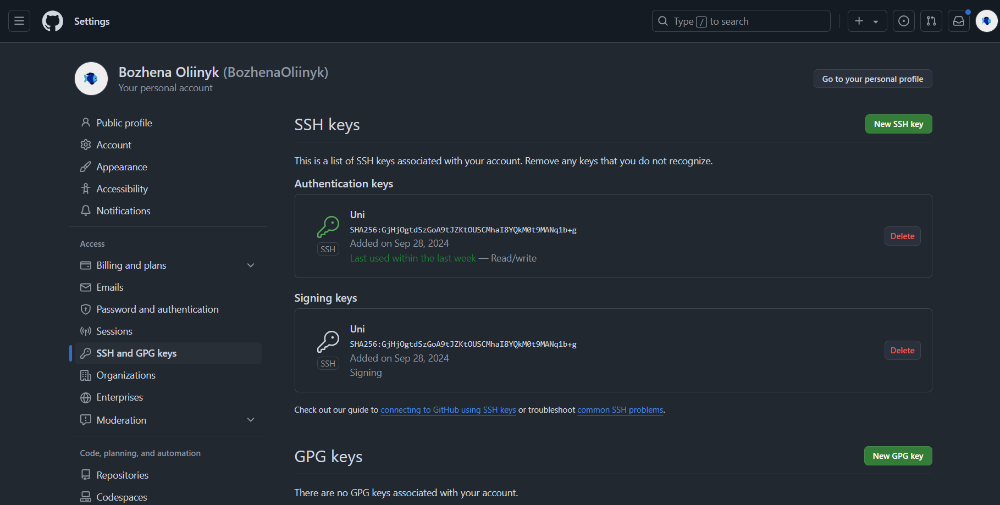 Settings
Type / to search
Bozhena Oliinyk (BozhenaOliinyk)
Your personal account
Go to your personal profile
Public profile
Account
Appearance
Accessibility
Notifications
Access
Billing and plans
Emails
Password and authentication
Sessions
SSH and GPG keys
Organizations
Enterprises
Moderation
Code, planning, and automation
Repositories
Codespaces
SSH keys
New SSH key
This is a list of SSH keys associated with your account. Remove any keys that you do not recognize.
Authentication keys
Uni
SHA256:GjHjOgtdSzGoA9tJZKtOUSCMhaI8YQkM0t9MANq1b+g
Added on Sep 28, 2024
Last used within the last week — Read/write
SSH
Delete
Signing keys
Uni
SHA256:GjHjOgtdSzGoA9tJZKtOUSCMhaI8YQkM0t9MANq1b+g
Added on Sep 28, 2024
Signing
SSH
Delete
Check out our guide to connecting to GitHub using SSH keys or troubleshoot common SSH problems.
GPG keys
New GPG key
There are no GPG keys associated with your account.